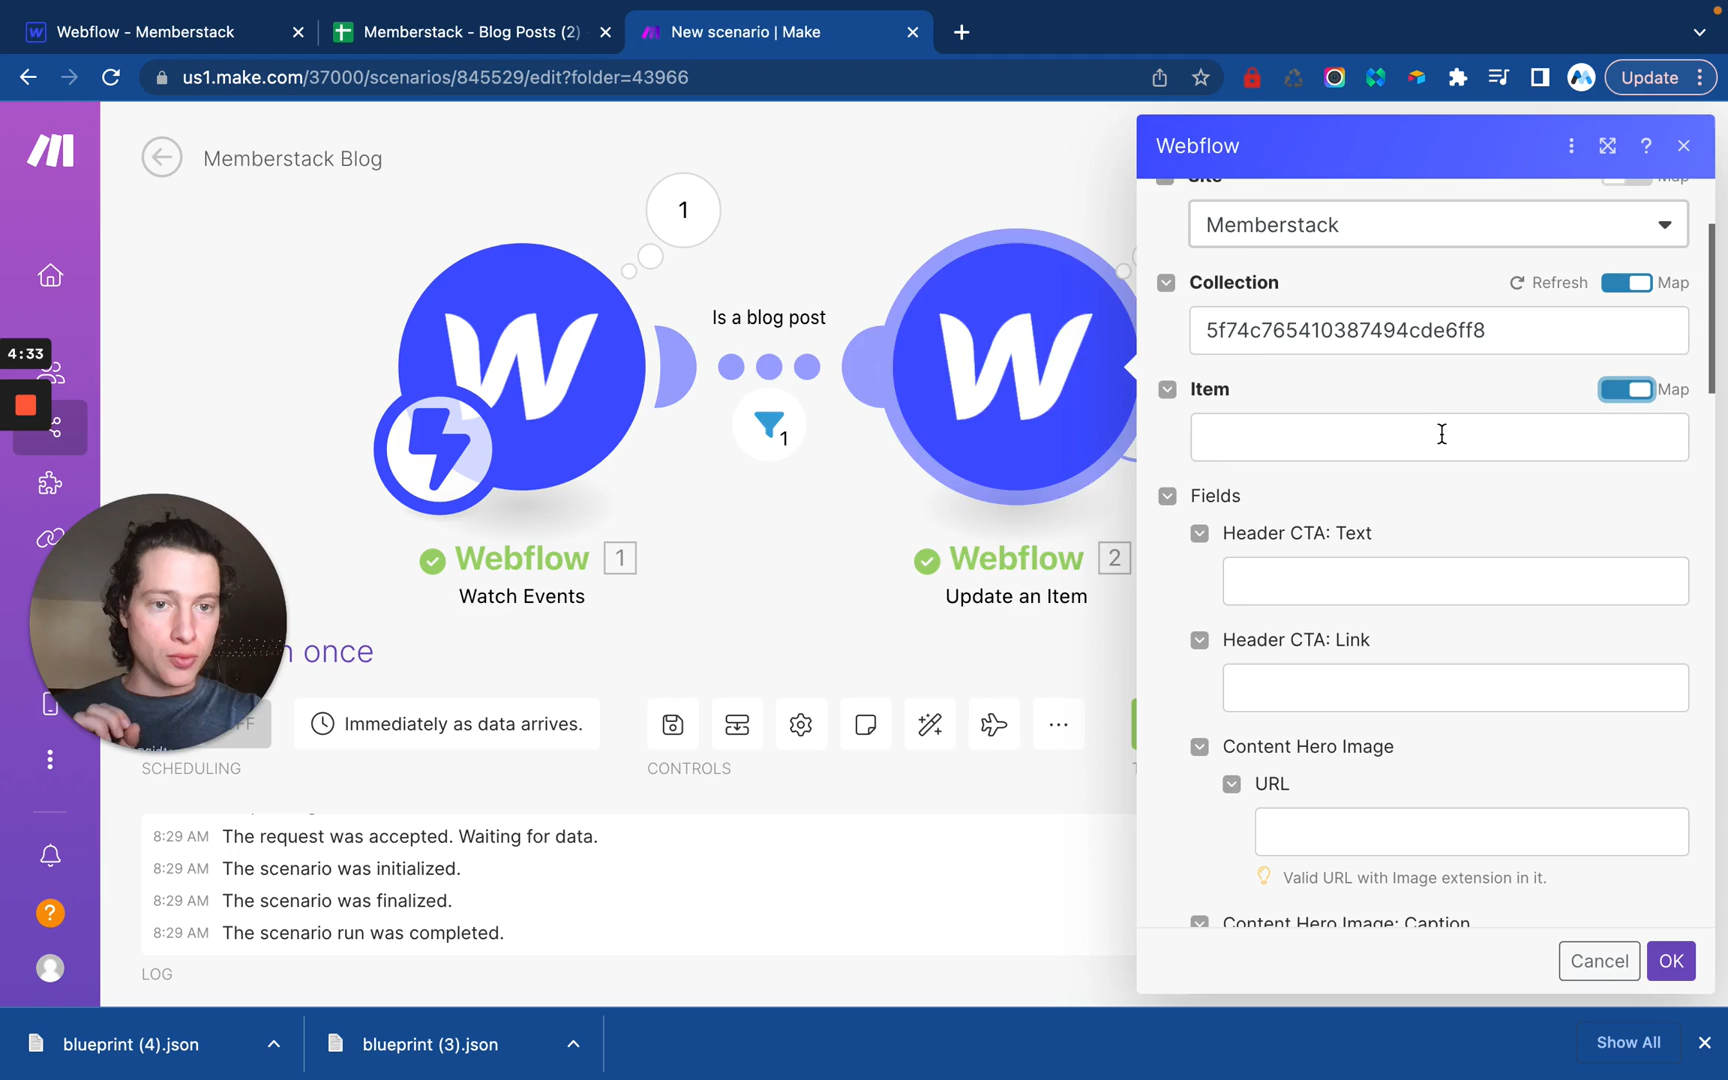 Webflow - Memberstack
Memberstack - Blog Posts (2)
New scenario | Make
us1.make.com/37000/scenarios/845529/edit?folder=43966
Update
Memberstack Blog
1
Is a blog post
1
Webflow 1
Watch Events
Webflow 2
Update an Item
once
4:33
Immediately as data arrives.
SCHEDULING
CONTROLS
8:29 AM The request was accepted. Waiting for data.
8:29 AM The scenario was initialized.
8:29 AM The scenario was finalized.
8:29 AM The scenario run was completed.
LOG
Webflow
Site
Map
Memberstack
Collection
Refresh
Map
5f74c765410387494cde6ff8
Item
Map
Fields
Header CTA: Text
Header CTA: Link
Content Hero Image
URL
Valid URL with Image extension in it.
Content Hero Image: Caption
Cancel
OK
blueprint (4).json
blueprint (3).json
Show All